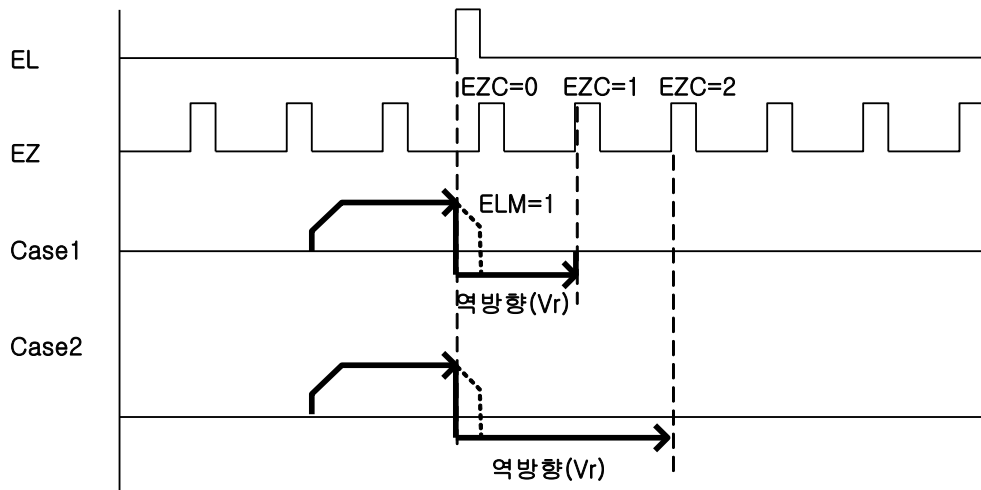 EL
EZC=0 EZC=1 EZC=2
EZ
ELM=1
Case1
역방향(Vr)
Case2
역방향(Vr)